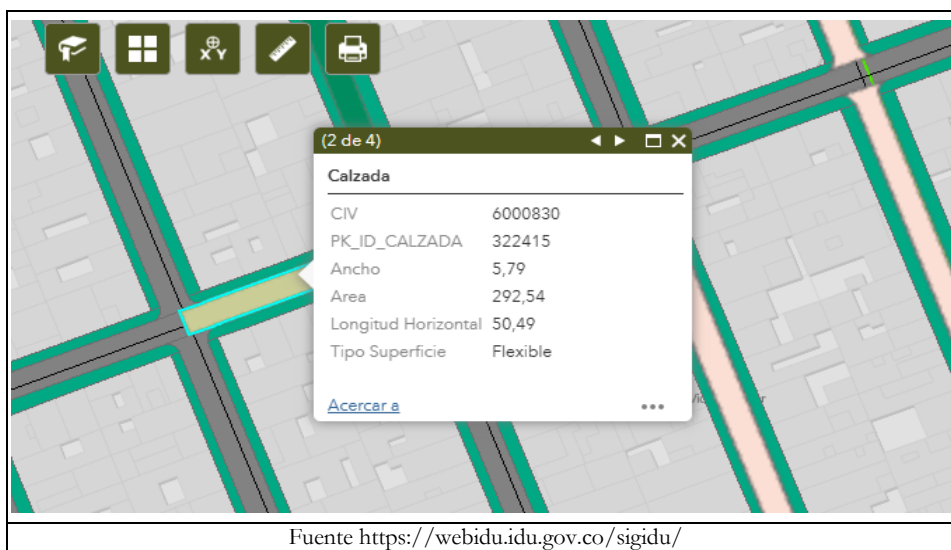 X Y
(2 de 4)
Calzada
CIV 6000830
PK_ID_CALZADA 322415
Ancho 5,79
Area 292,54
Longitud Horizontal 50,49
Tipo Superficie Flexible
Acercar a
Fuente https://webidu.idu.gov.co/sigidu/